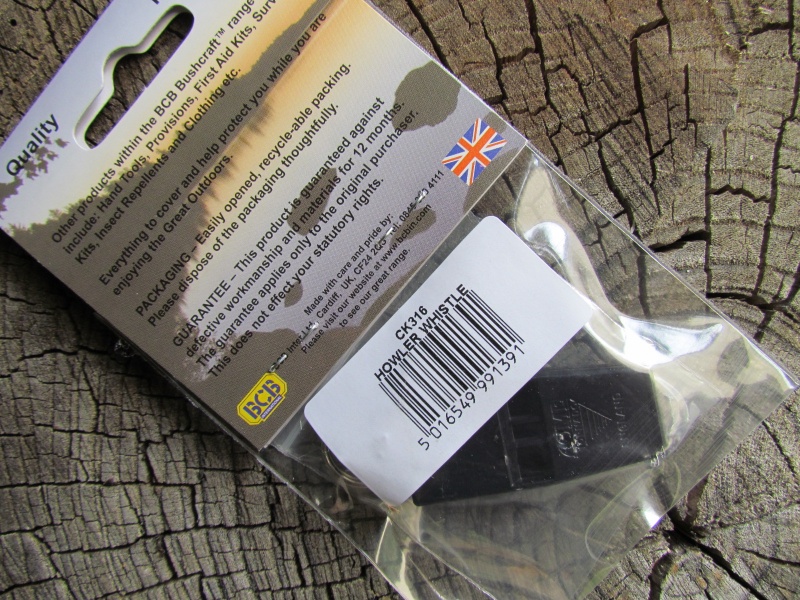 Quality
Other Products within the BCB Bushcraft™ range
Include: Hand Tools, Provisions, First Aid Kits,
Kits, Insect Repellents and Clothing etc.
Everything to cover and help protect you while you are
enjoying the Great Outdoors.
PACKAGING – Easily opened, recycle-able packing.
Please dispose of the packaging thoughtfully.
GUARANTEE – This product is guaranteed against
defective workmanship and materials for 12 months.
The guarantee applies only to the original purchaser.
This does not effect your statutory rights.
Made with care and pride by:
Cardiff, UK, CF24 4111
Please visit our website at www.bcbin.com
to see our great range.
BCB
CK316
HOWLER WHISTLE
5 016549 991391